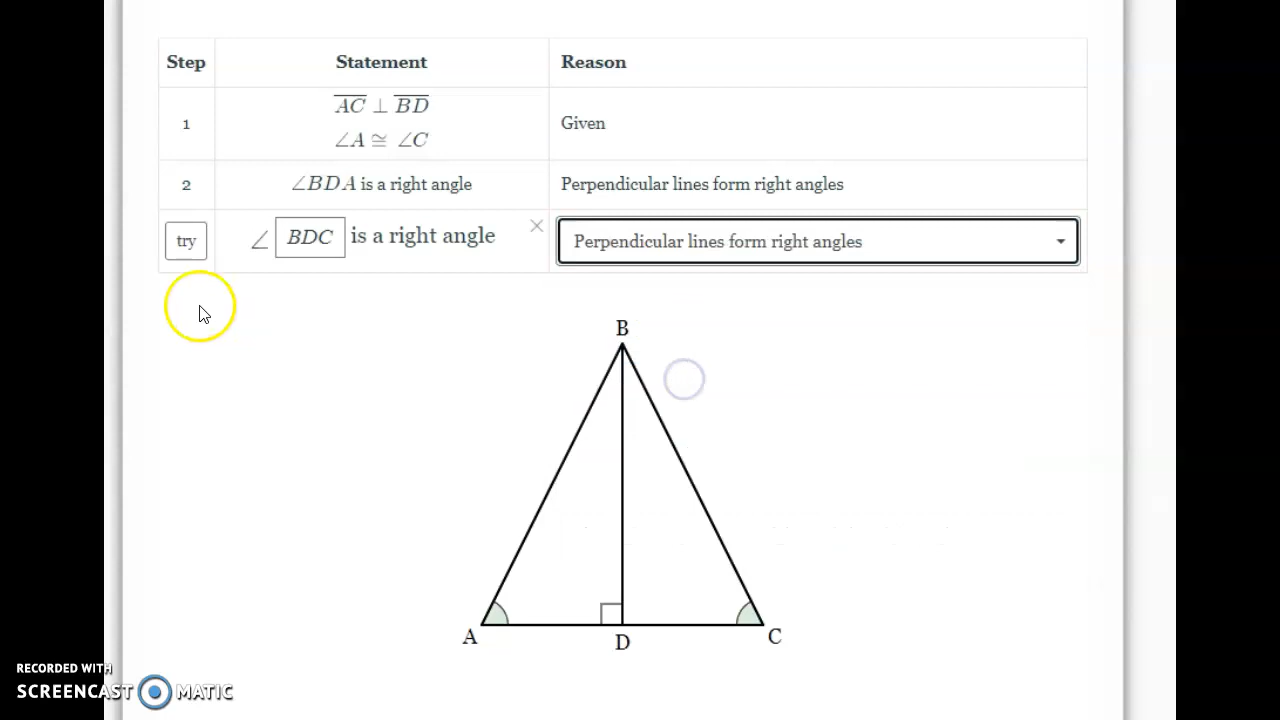 Step Statement Reason
1 AC ⊥ BD Given
∠A ≅ ∠C
2 ∠BDA is a right angle Perpendicular lines form right angles
try ∠ BDC is a right angle × Perpendicular lines form right angles
B
A D C
RECORDED WITH
SCREENCAST MATIC